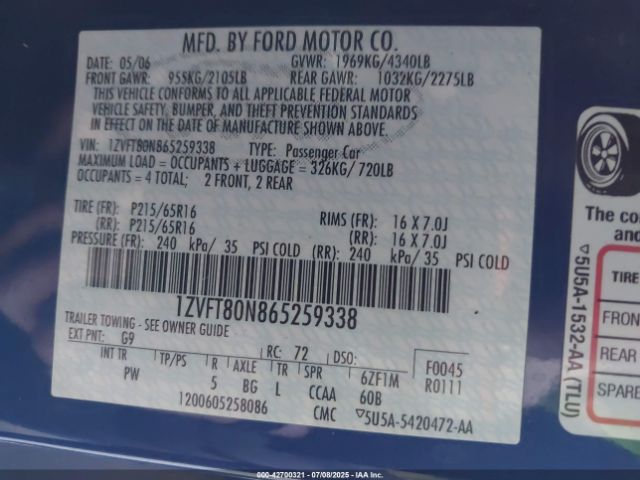 MFD. BY FORD MOTOR CO.
DATE: 05/06 GVWR: 1969KG/4340LB
FRONT GAWR: 955KG/2105LB REAR GAWR: 1032KG/2275LB
THIS VEHICLE CONFORMS TO ALL APPLICABLE FEDERAL MOTOR
VEHICLE SAFETY, BUMPER, AND THEFT PREVENTION STANDARDS
IN EFFECT ON THE DATE OF MANUFACTURE SHOWN ABOVE.
VIN: 1ZVFT80N865259338 TYPE: Passenger Car
MAXIMUM LOAD = OCCUPANTS + LUGGAGE = 326KG/ 720LB
OCCUPANTS = 4 TOTAL; 2 FRONT, 2 REAR
TIRE (FR): P215/65R16 RIMS (FR): 16 X 7.0J
(RR): P215/65R16 (RR): 16 X 7.0J
PRESSURE (FR): 240 kPa/ 35 PSI COLD (RR): 240 kPa/ 35 PSI COLD
1ZVFT80N865259338
TRAILER TOWING - SEE OWNER GUIDE
EXT PNT: G9 RC: 72 DSO:
INT TR TP/PS R AXLE TR SPR 6ZF1M F0045
PW 5 BG L CCAA 60B R0111
1200605258086 CMC ▽5U5A-5420472-AA
The co
and
TIRE
FRON
REAR
SPARE
▽5U5A-1532-AA (TLU)
000-42700321 - 07/08/2025 - IAA Inc.